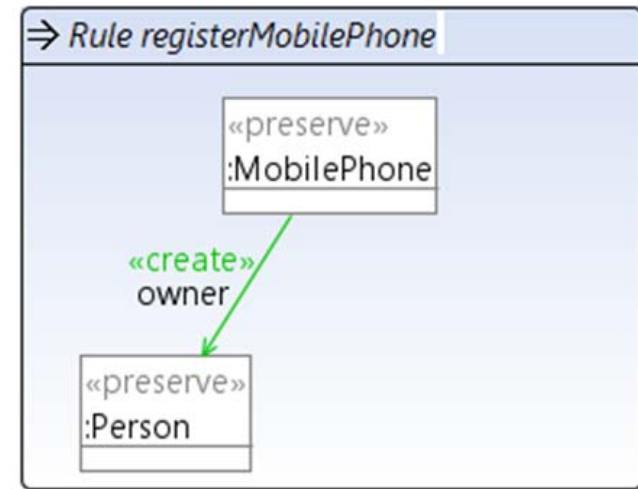 ⇒ Rule registerMobilePhone
«preserve»
:MobilePhone
«create»
owner
«preserve»
:Person